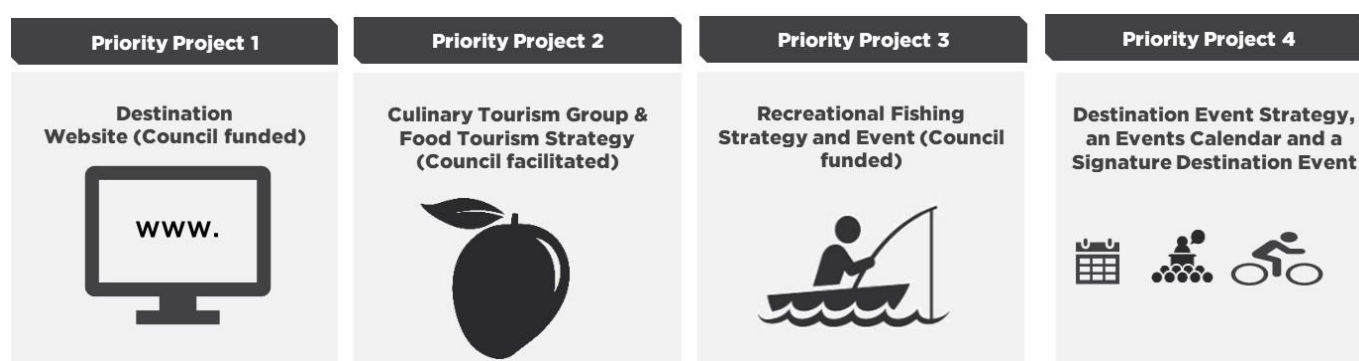 Priority Project 1
Destination
Website (Council funded)
www.
Priority Project 2
Culinary Tourism Group &
Food Tourism Strategy
(Council facilitated)
Priority Project 3
Recreational Fishing
Strategy and Event (Council
funded)
Priority Project 4
Destination Event Strategy,
an Events Calendar and a
Signature Destination Event